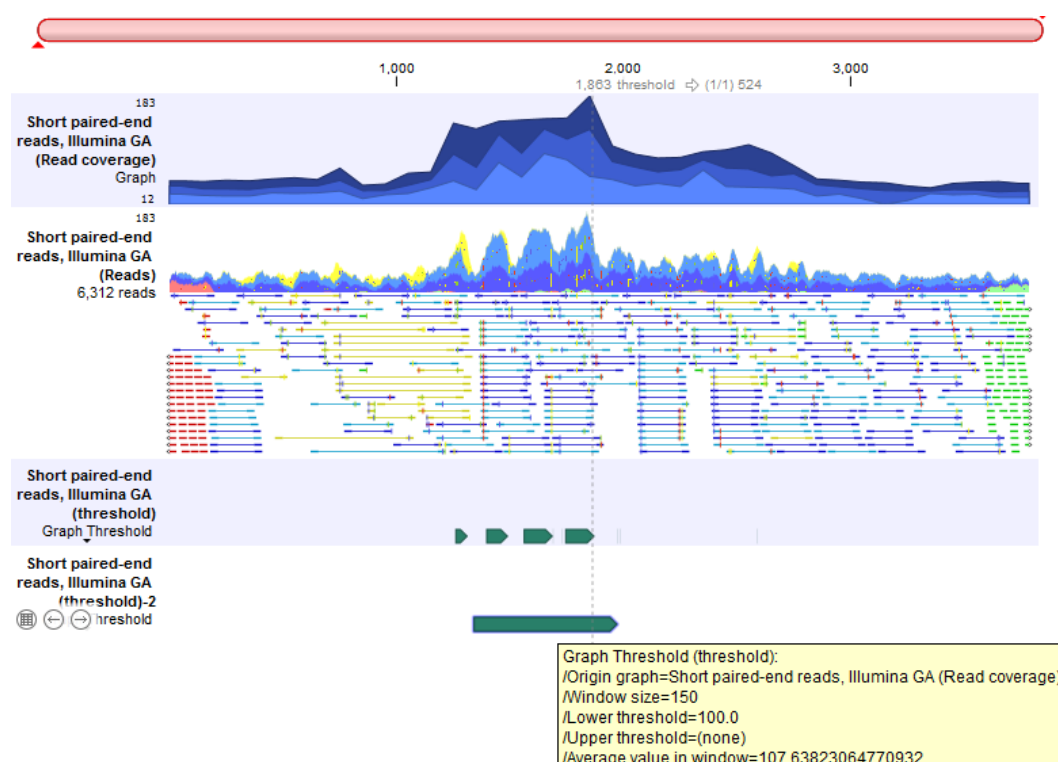 1,000 2,000 3,000
1,863 threshold ⇨ (1/1) 524
183
Short paired-end
reads, Illumina GA
(Read coverage)
Graph
12
183
Short paired-end
reads, Illumina GA
(Reads)
6,312 reads
Short paired-end
reads, Illumina GA
(threshold)
Graph Threshold
Short paired-end
reads, Illumina GA
(threshold)-2
hreshold
Graph Threshold (threshold):
/Origin graph=Short paired-end reads, Illumina GA (Read coverage)
/Window size=150
/Lower threshold=100.0
/Upper threshold=(none)
/Average value in window=107.63823064770932